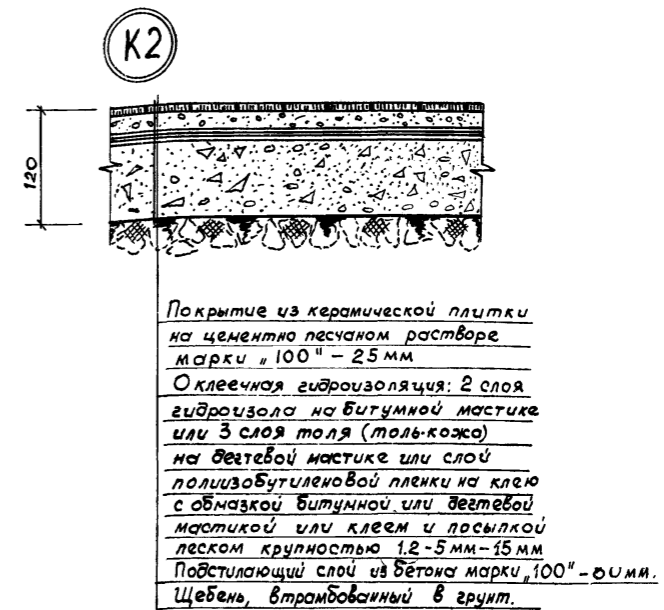 К2
120
Покрытие из керамической плитки
на цементно песчаном растворе
марки „100" – 25 мм
Оклеечная гидроизоляция: 2 слоя
гидроизола на битумной мастике
или 3 слоя толя (толь-кожа)
на дегтевой мастике или слой
полиизобутиленовой пленки на клею
с обмазкой битумной или дегтевой
мастикой или клеем и посыпкой
песком крупностью 1.2 - 5 мм – 15 мм
Подстилающий слой из бетона марки „100" – 80 мм.
Щебень, втрамбованный в грунт.